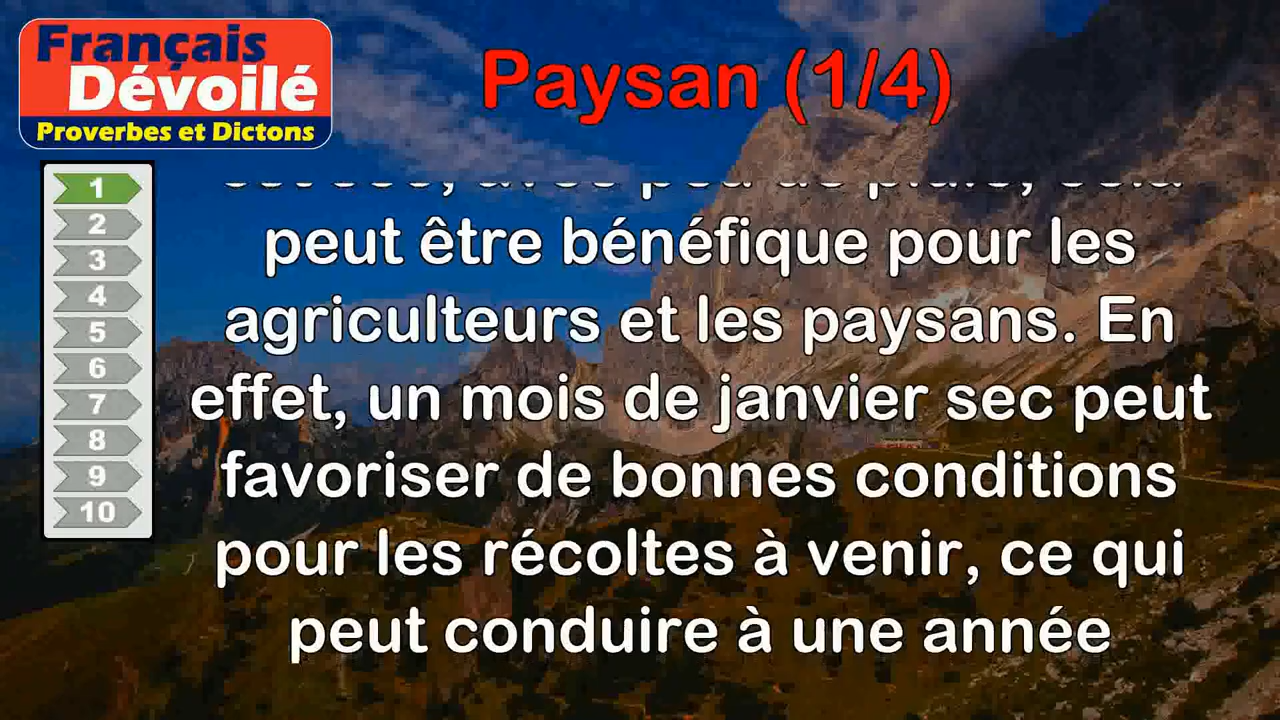 Français
Dévoilé
Proverbes et Dictons
Paysan (1/4)
1
2
3
4
5
6
7
8
9
10
peut être bénéfique pour les
agriculteurs et les paysans. En
effet, un mois de janvier sec peut
favoriser de bonnes conditions
pour les récoltes à venir, ce qui
peut conduire à une année